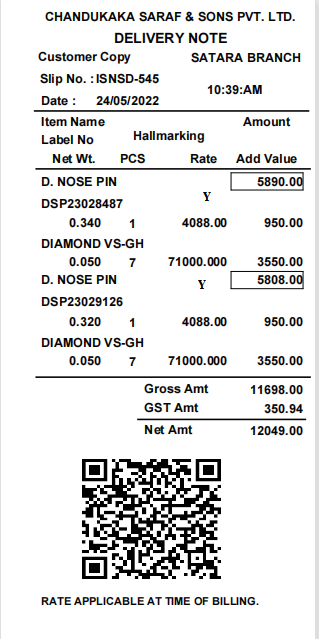 CHANDUKAKA SARAF & SONS PVT. LTD.
DELIVERY NOTE
Customer Copy SATARA BRANCH
Slip No. : ISNSD-545
10:39:AM
Date : 24/05/2022
Item Name Amount
Label No Hallmarking
Net Wt. PCS Rate Add Value
D. NOSE PIN 5890.00
Y
DSP23028487
0.340 1 4088.00 950.00
DIAMOND VS-GH
0.050 7 71000.000 3550.00
D. NOSE PIN Y 5808.00
DSP23029126
0.320 1 4088.00 950.00
DIAMOND VS-GH
0.050 7 71000.000 3550.00
Gross Amt 11698.00
GST Amt 350.94
Net Amt 12049.00
RATE APPLICABLE AT TIME OF BILLING.